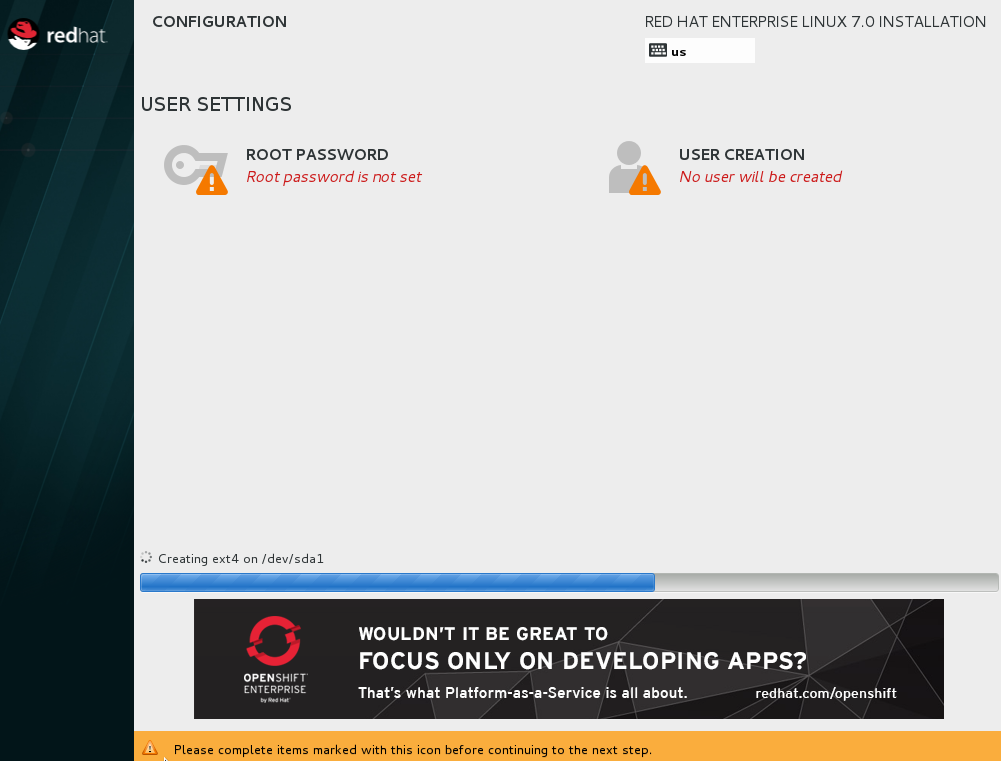 redhat
CONFIGURATION
RED HAT ENTERPRISE LINUX 7.0 INSTALLATION
us
USER SETTINGS
ROOT PASSWORD
Root password is not set
USER CREATION
No user will be created
Creating ext4 on /dev/sda1
OPENSHIFT
ENTERPRISE
by Red Hat
WOULDN'T IT BE GREAT TO
FOCUS ONLY ON DEVELOPING APPS?
That's what Platform-as-a-Service is all about.
redhat.com/openshift
Please complete items marked with this icon before continuing to the next step.